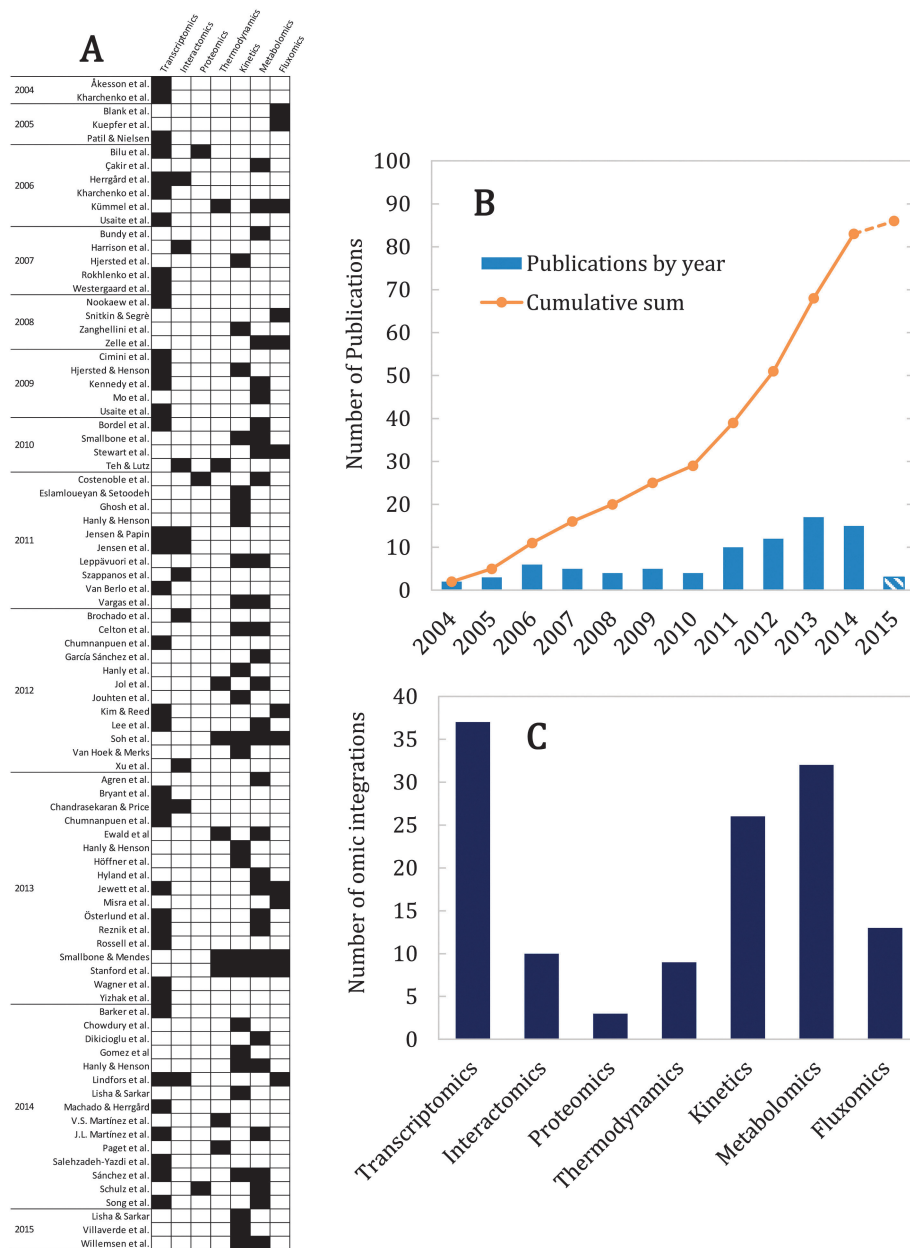 A
Transcriptomics
Interactomics
Proteomics
Thermodynamics
Kinetics
Metabolomics
Fluxomics
2004
Åkesson et al.
Kharchenko et al.
2005
Blank et al.
Kuepfer et al.
Patil & Nielsen
2006
Bilu et al.
Çakir et al.
Herrgård et al.
Kharchenko et al.
Kümmel et al.
Usaite et al.
2007
Bundy et al.
Harrison et al.
Hjersted et al.
Rokhlenko et al.
Westergaard et al.
2008
Nookaew et al.
Snitkin & Segrè
Zanghellini et al.
Zelle et al.
2009
Cimini et al.
Hjersted & Henson
Kennedy et al.
Mo et al.
Usaite et al.
2010
Bordel et al.
Smallbone et al.
Stewart et al.
Teh & Lutz
2011
Costenoble et al.
Eslamloueyan & Setoodeh
Ghosh et al.
Hanly & Henson
Jensen & Papin
Jensen et al.
Leppävuori et al.
Szappanos et al.
Van Berlo et al.
Vargas et al.
2012
Brochado et al.
Celton et al.
Chumnanpuen et al.
García Sánchez et al.
Hanly et al.
Jol et al.
Jouhten et al.
Kim & Reed
Lee et al.
Soh et al.
Van Hoek & Merks
Xu et al.
2013
Agren et al.
Bryant et al.
Chandrasekaran & Price
Chumnanpuen et al.
Ewald et al
Hanly & Henson
Höffner et al.
Hyland et al.
Jewett et al.
Misra et al.
Österlund et al.
Reznik et al.
Rossell et al.
Smallbone & Mendes
Stanford et al.
Wagner et al.
Yizhak et al.
2014
Barker et al.
Chowdury et al.
Dikicioglu et al.
Gomez et al
Hanly & Henson
Lindfors et al.
Lisha & Sarkar
Machado & Herrgård
V.S. Martínez et al.
J.L. Martínez et al.
Paget et al.
Salehzadeh-Yazdi et al.
Sánchez et al.
Schulz et al.
Song et al.
2015
Lisha & Sarkar
Villaverde et al.
Willemsen et al.
B
Number of Publications
100
90
80
70
60
50
40
30
20
10
0
Publications by year
Cumulative sum
2004
2005
2006
2007
2008
2009
2010
2011
2012
2013
2014
2015
C
Number of omic integrations
40
35
30
25
20
15
10
5
0
Transcriptomics
Interactomics
Proteomics
Thermodynamics
Kinetics
Metabolomics
Fluxomics